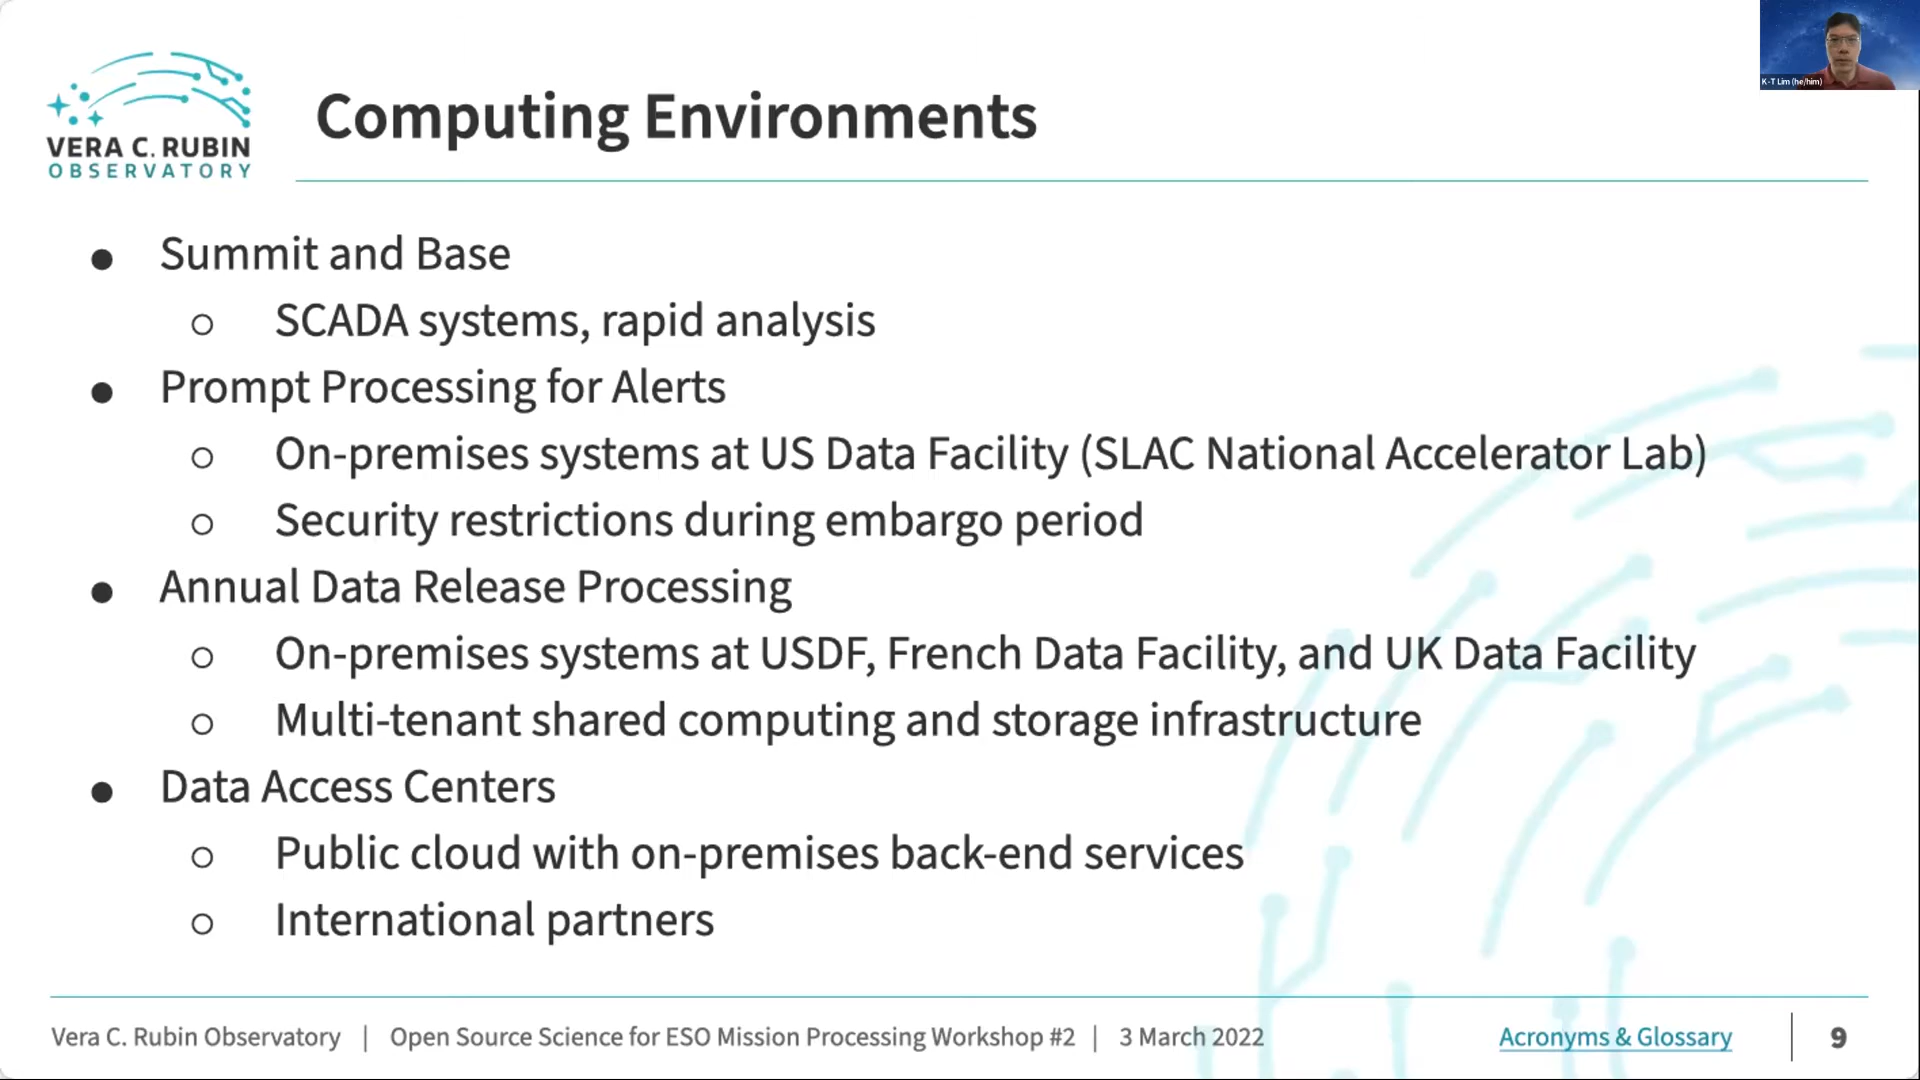 K-T Lim (he/him)
VERA C. RUBIN
OBSERVATORY
Computing Environments
● Summit and Base
○ SCADA systems, rapid analysis
● Prompt Processing for Alerts
○ On-premises systems at US Data Facility (SLAC National Accelerator Lab)
○ Security restrictions during embargo period
● Annual Data Release Processing
○ On-premises systems at USDF, French Data Facility, and UK Data Facility
○ Multi-tenant shared computing and storage infrastructure
● Data Access Centers
○ Public cloud with on-premises back-end services
○ International partners
Vera C. Rubin Observatory | Open Source Science for ESO Mission Processing Workshop #2 | 3 March 2022 Acronyms & Glossary | 9